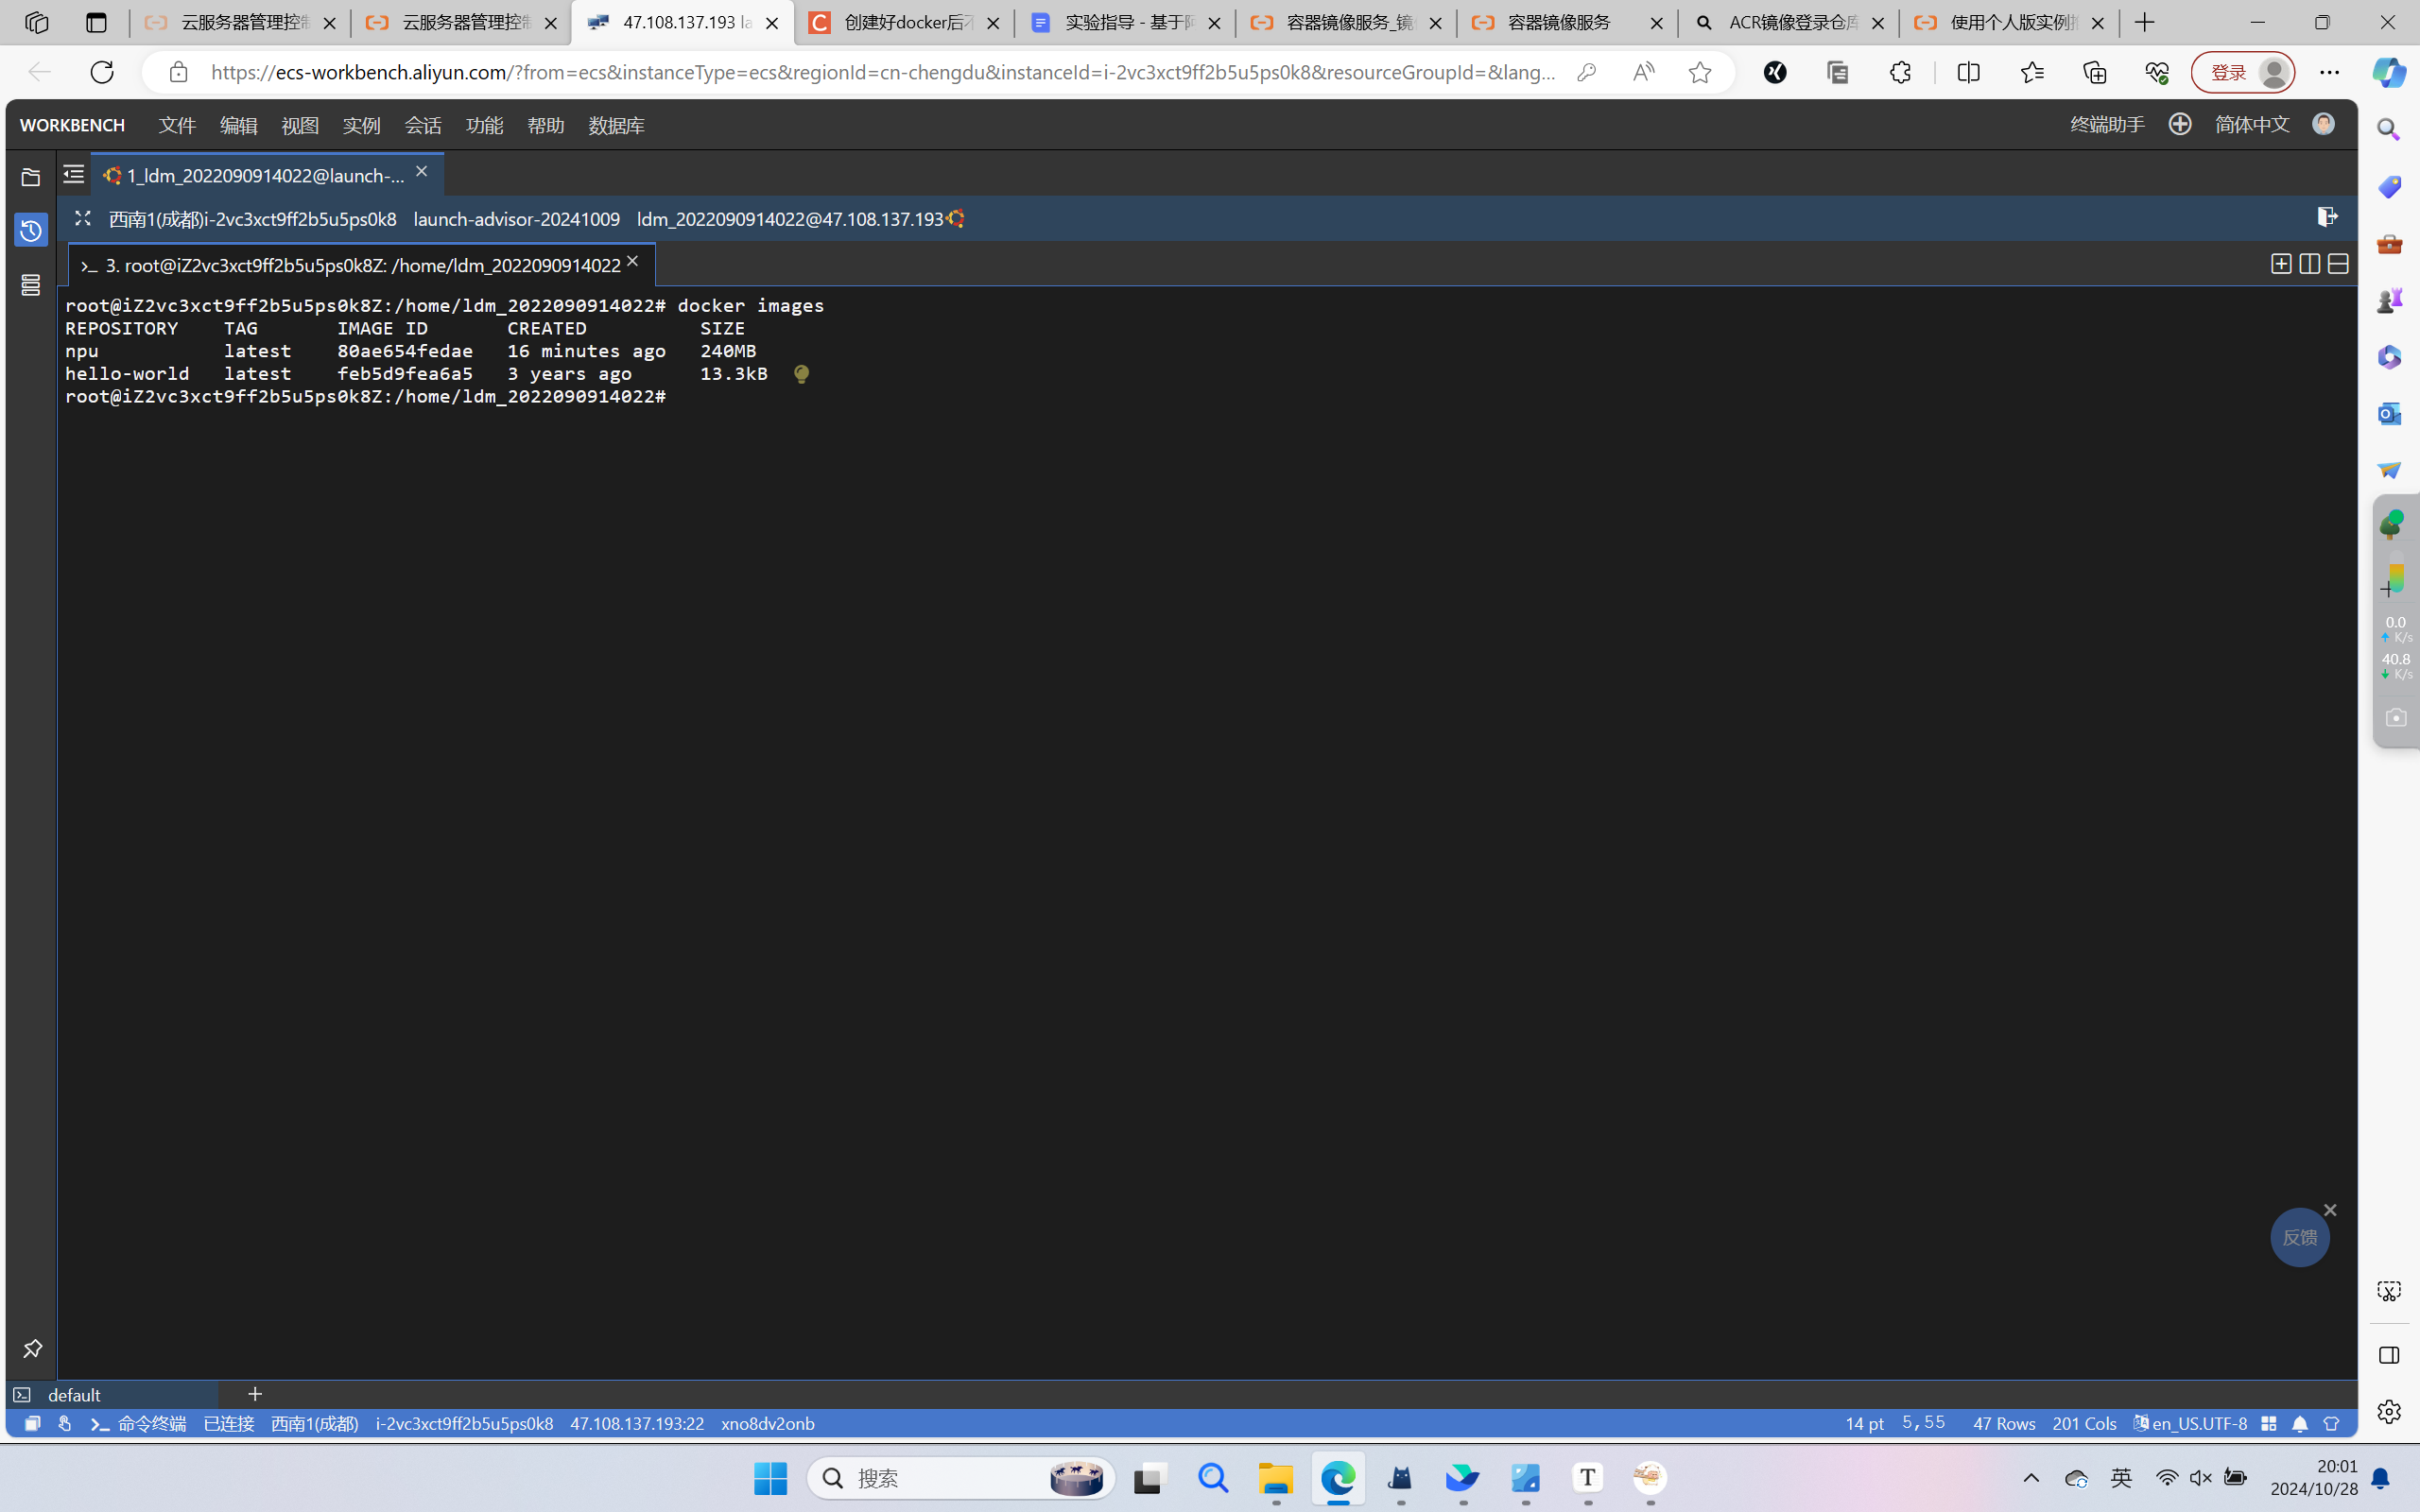 云服务器管理控制
云服务器管理控制
47.108.137.193 la
创建好docker后不
实验指导 - 基于阿
容器镜像服务_镜像
容器镜像服务
ACR镜像登录仓库
使用个人版实例推
https://ecs-workbench.aliyun.com/?from=ecs&instanceType=ecs&regionId=cn-chengdu&instanceId=i-2vc3xct9ff2b5u5ps0k8&resourceGroupId=&lang...
登录
WORKBENCH 文件 编辑 视图 实例 会话 功能 帮助 数据库
终端助手 简体中文
1_ldm_2022090914022@launch-...
西南1(成都)i-2vc3xct9ff2b5u5ps0k8 launch-advisor-20241009 ldm_2022090914022@47.108.137.193
3. root@iZ2vc3xct9ff2b5u5ps0k8Z: /home/ldm_2022090914022
root@iZ2vc3xct9ff2b5u5ps0k8Z:/home/ldm_2022090914022# docker images
REPOSITORY TAG IMAGE ID CREATED SIZE
npu latest 80ae654fedae 16 minutes ago 240MB
hello-world latest feb5d9fea6a5 3 years ago 13.3kB
root@iZ2vc3xct9ff2b5u5ps0k8Z:/home/ldm_2022090914022#
0.0
K/s
40.8
K/s
反馈
default
命令终端 已连接 西南1(成都) i-2vc3xct9ff2b5u5ps0k8 47.108.137.193:22 xno8dv2onb
14 pt 5,55 47 Rows 201 Cols en_US.UTF-8
搜索
英
20:01
2024/10/28